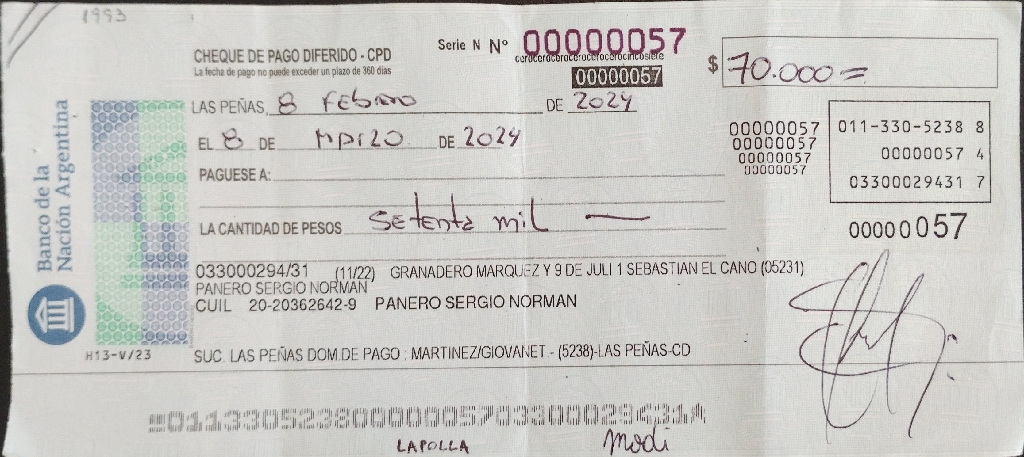 1993
CHEQUE DE PAGO DIFERIDO - CPD
La fecha de pago no puede exceder un plazo de 360 días
Serie N Nº 00000057
cerocerocerocerocerocerocincosiete
00000057
$ 70.000=
LAS PEÑAS, 8 Febrero DE 2024
EL 8 DE Marzo DE 2024
PAGUESE A:
LA CANTIDAD DE PESOS setenta mil —
00000057
00000057
00000057
00000057
011-330-5238 8
00000057 4
03300029431 7
00000057
033000294/31 (11/22) GRANADERO MARQUEZ Y 9 DE JULI 1 SEBASTIAN EL CANO (05231)
PANERO SERGIO NORMAN
CUIL 20-20362642-9 PANERO SERGIO NORMAN
SUC. LAS PEÑAS DOM.DE PAGO : MARTINEZ/GIOVANET - (5238)-LAS PEÑAS-CD
Banco de la
Nación Argentina
H13-V/23
LAPOLLA modi